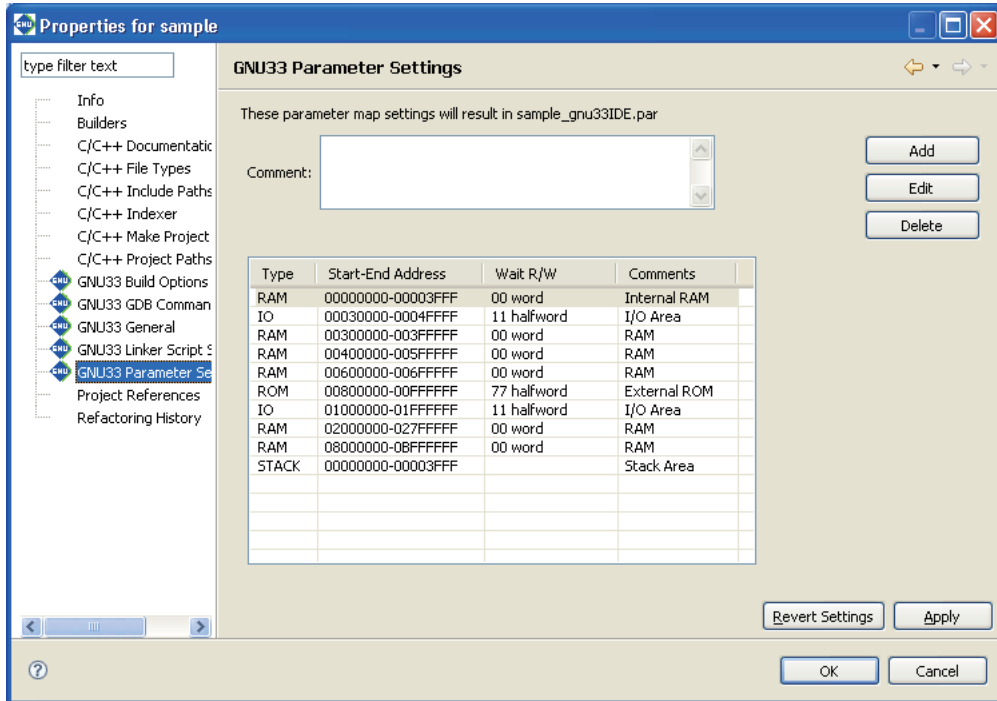 Properties for sample
type filter text
GNU33 Parameter Settings
Info
Builders
C/C++ Documentatic
C/C++ File Types
C/C++ Include Paths
C/C++ Indexer
C/C++ Make Project
C/C++ Project Paths
GNU GNU33 Build Options
GNU GNU33 GDB Comman
GNU GNU33 General
GNU GNU33 Linker Script S
GNU GNU33 Parameter Se
Project References
Refactoring History
These parameter map settings will result in sample_gnu33IDE.par
Comment:
Add
Edit
Delete
Type Start-End Address Wait R/W Comments
RAM 00000000-00003FFF 00 word Internal RAM
IO 00030000-0004FFFF 11 halfword I/O Area
RAM 00300000-003FFFFF 00 word RAM
RAM 00400000-005FFFFF 00 word RAM
RAM 00600000-006FFFFF 00 word RAM
ROM 00800000-00FFFFFF 77 halfword External ROM
IO 01000000-01FFFFFF 11 halfword I/O Area
RAM 02000000-027FFFFF 00 word RAM
RAM 08000000-0BFFFFFF 00 word RAM
STACK 00000000-00003FFF Stack Area
Revert Settings
Apply
?
OK
Cancel